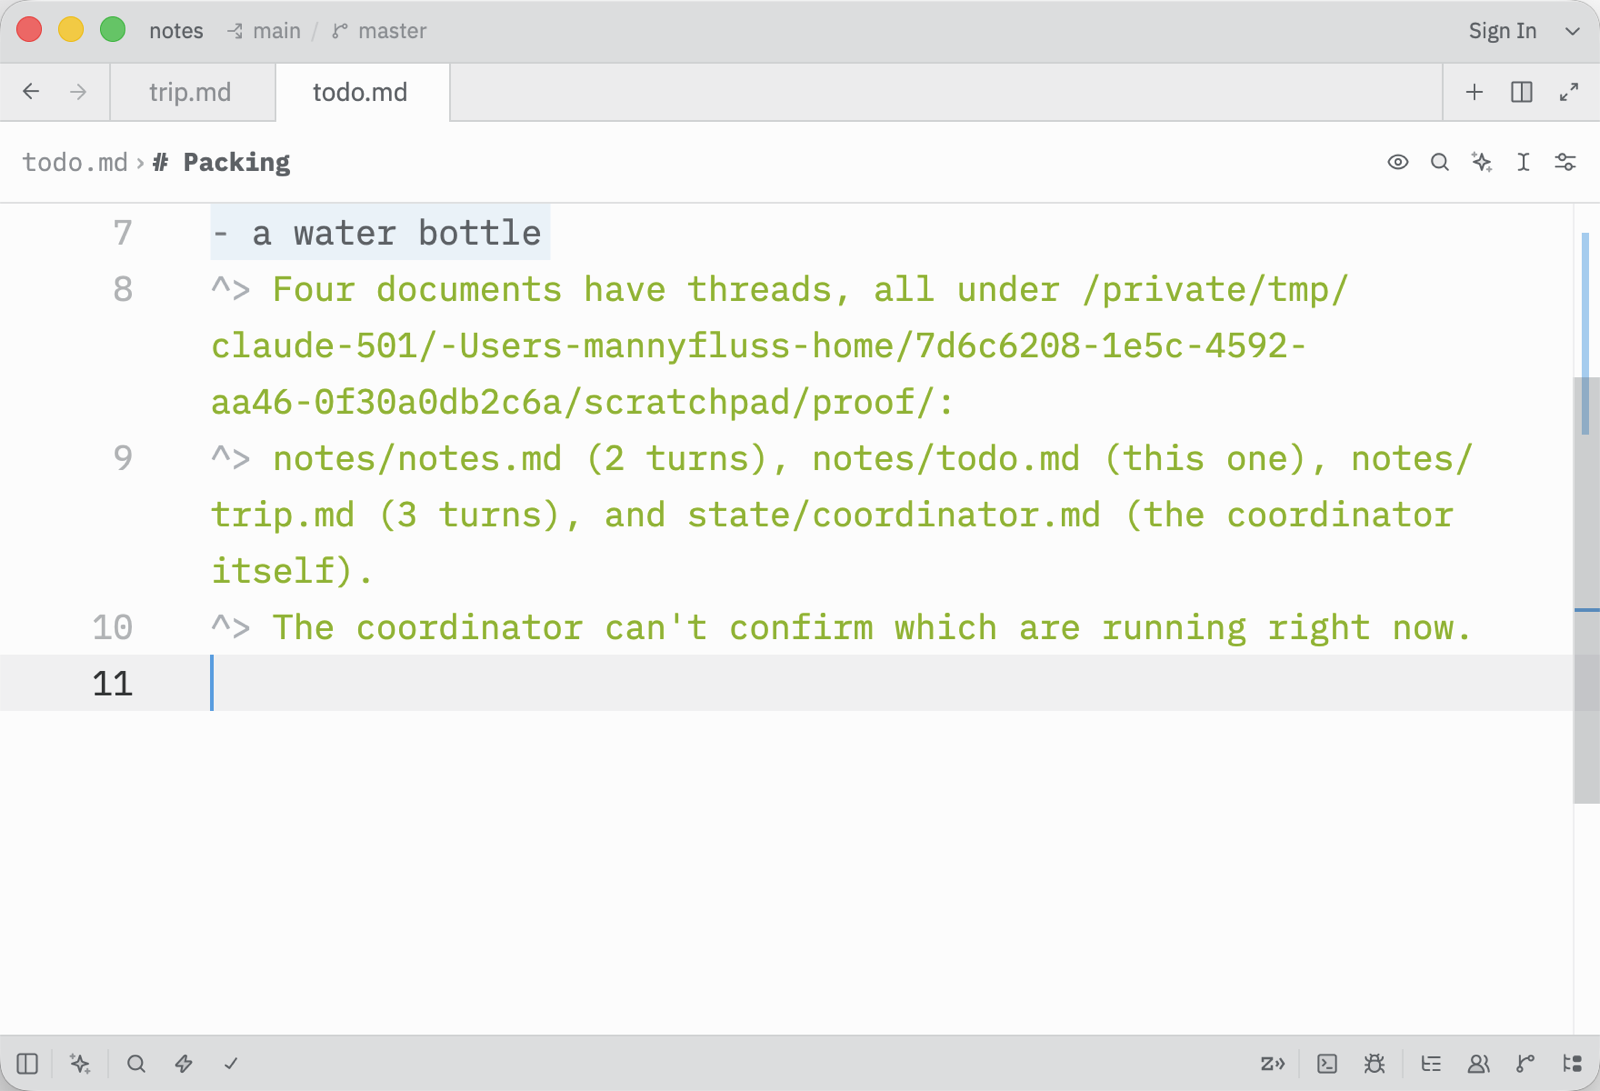 notes main / master Sign In
trip.md todo.md
todo.md › # Packing
7 - a water bottle
8 ^> Four documents have threads, all under /private/tmp/
claude-501/-Users-mannyfluss-home/7d6c6208-1e5c-4592-
aa46-0f30a0db2c6a/scratchpad/proof/:
9 ^> notes/notes.md (2 turns), notes/todo.md (this one), notes/
trip.md (3 turns), and state/coordinator.md (the coordinator
itself).
10 ^> The coordinator can't confirm which are running right now.
11